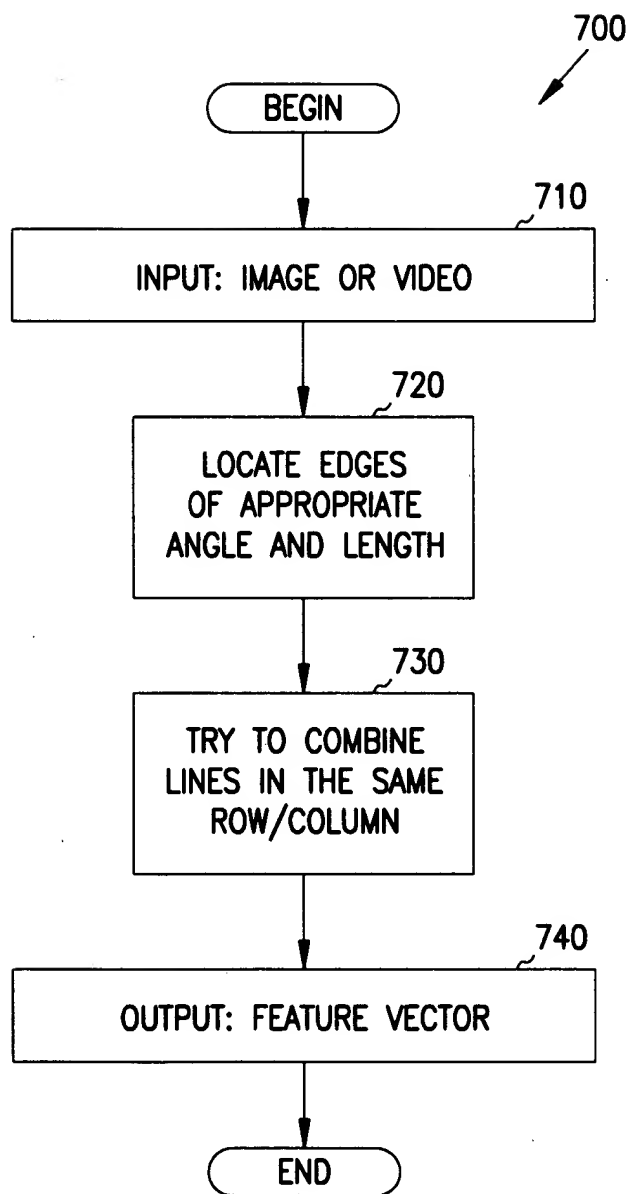 700
BEGIN
710
INPUT: IMAGE OR VIDEO
720
LOCATE EDGES
OF APPROPRIATE
ANGLE AND LENGTH
730
TRY TO COMBINE
LINES IN THE SAME
ROW/COLUMN
740
OUTPUT: FEATURE VECTOR
END